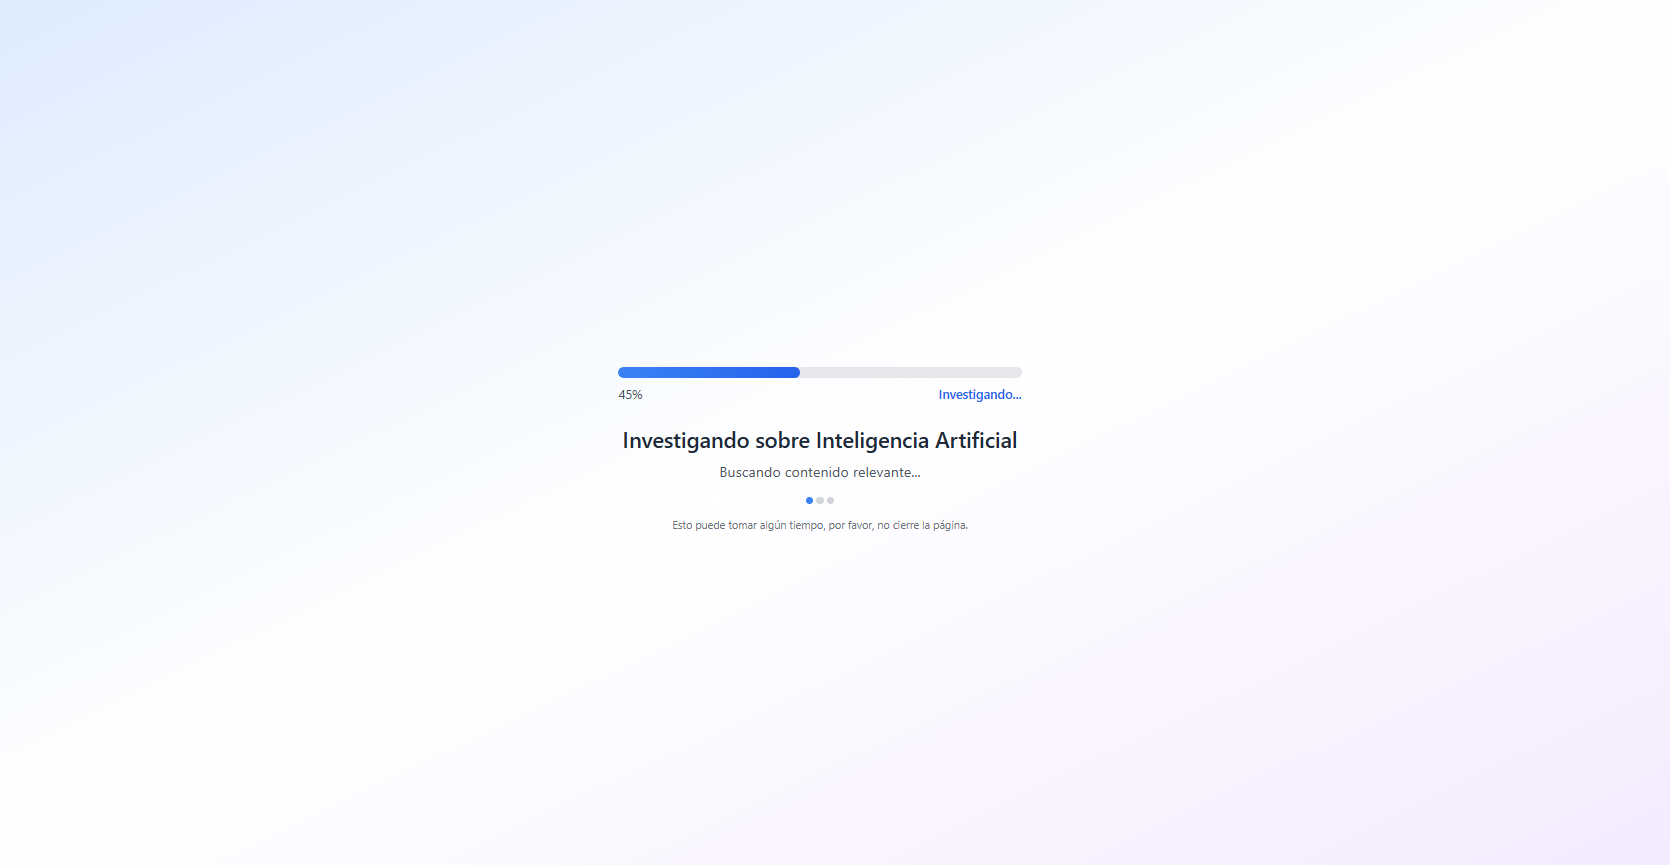 45%
Investigando...
Investigando sobre Inteligencia Artificial
Buscando contenido relevante...
Esto puede tomar algún tiempo, por favor, no cierre la página.